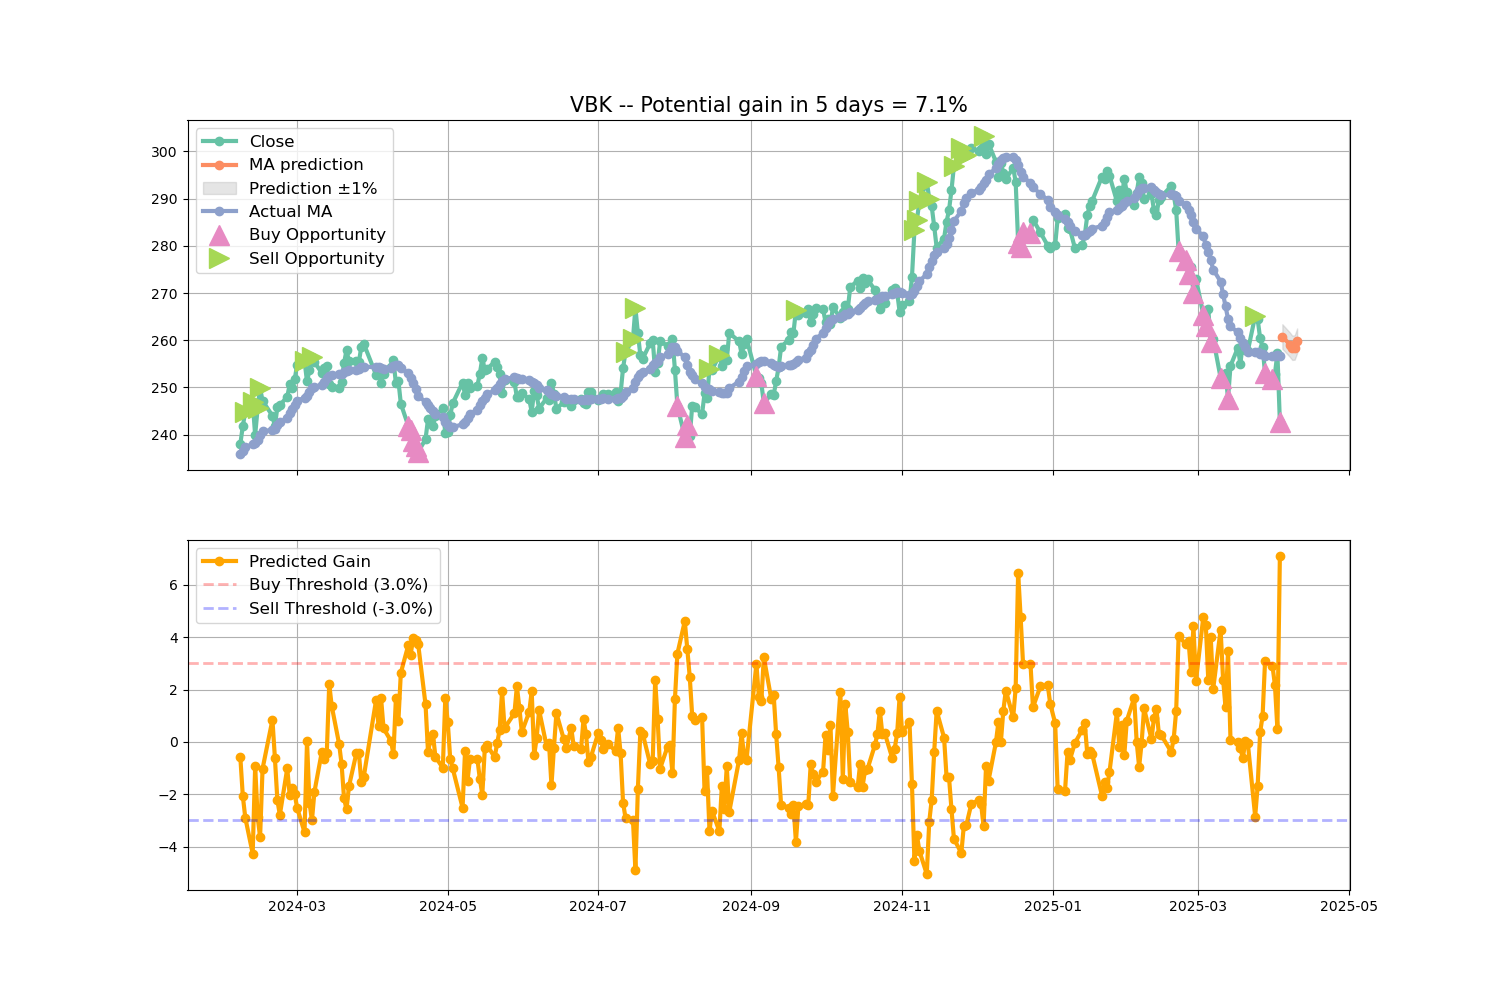 VBK -- Potential gain in 5 days = 7.1%
Close
MA prediction
Prediction ±1%
Actual MA
Buy Opportunity
Sell Opportunity
300
290
280
270
260
250
240
Predicted Gain
Buy Threshold (3.0%)
Sell Threshold (-3.0%)
6
4
2
0
−2
−4
2024-03 2024-05 2024-07 2024-09 2024-11 2025-01 2025-03 2025-05